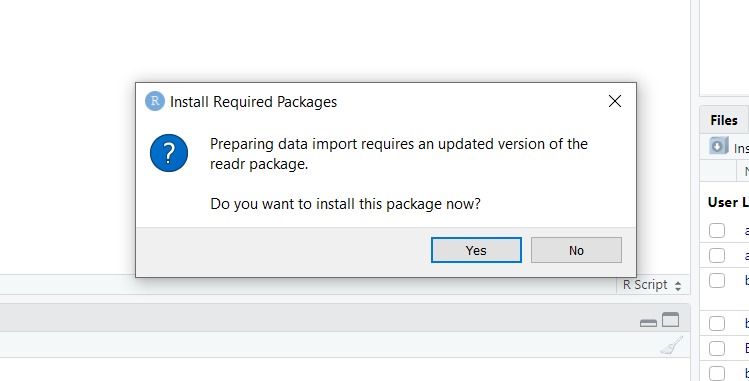 R Install Required Packages
Preparing data import requires an updated version of the
readr package.
Do you want to install this package now?
Yes
No
R Script
Files
Ins
N
User L
a
a
b
b
E
b